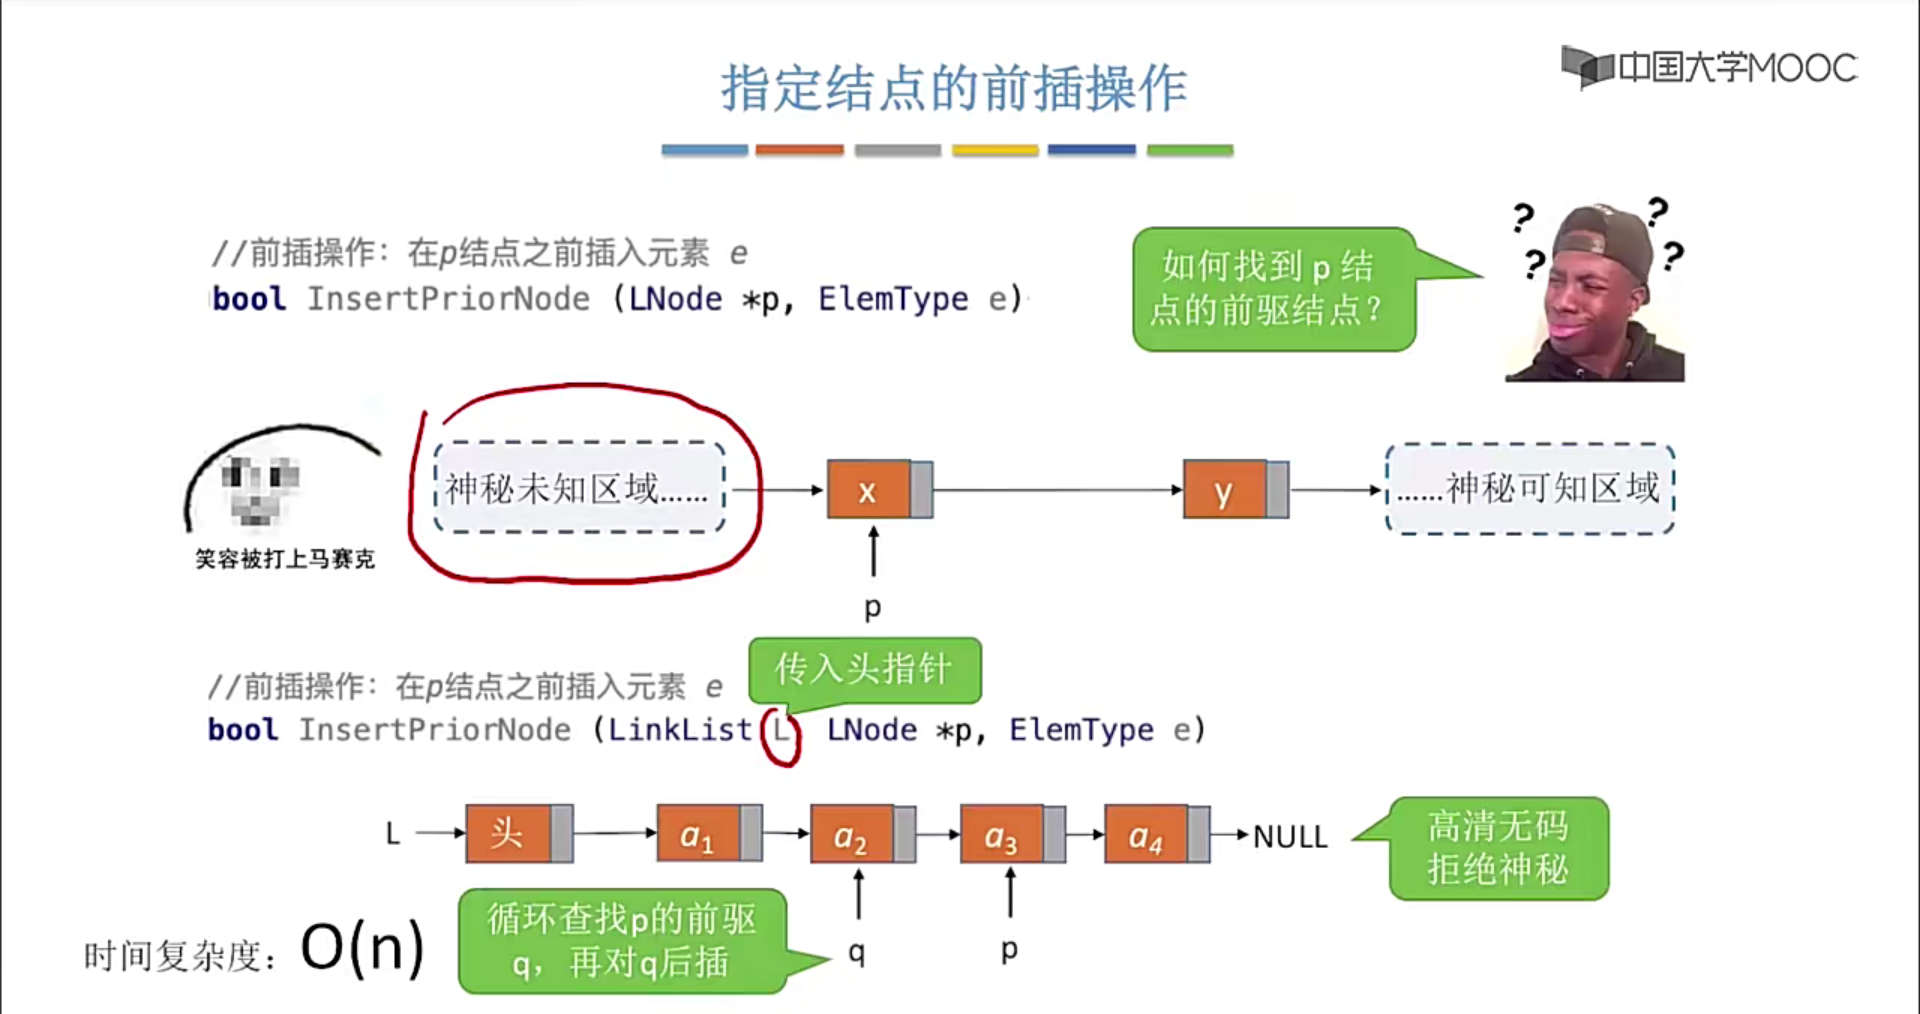 指定结点的前插操作
中国大学MOOC
//前插操作：在p结点之前插入元素 e
bool InsertPriorNode (LNode *p, ElemType e)
如何找到 p 结
点的前驱结点？
? ? ? ?
神秘未知区域......
x
y
......神秘可知区域
笑容被打上马赛克
p
传入头指针
//前插操作：在p结点之前插入元素 e
bool InsertPriorNode (LinkList L LNode *p, ElemType e)
L 头 a1 a2 a3 a4 NULL
高清无码
拒绝神秘
时间复杂度：O(n)
循环查找p的前驱
q，再对q后插
q
p